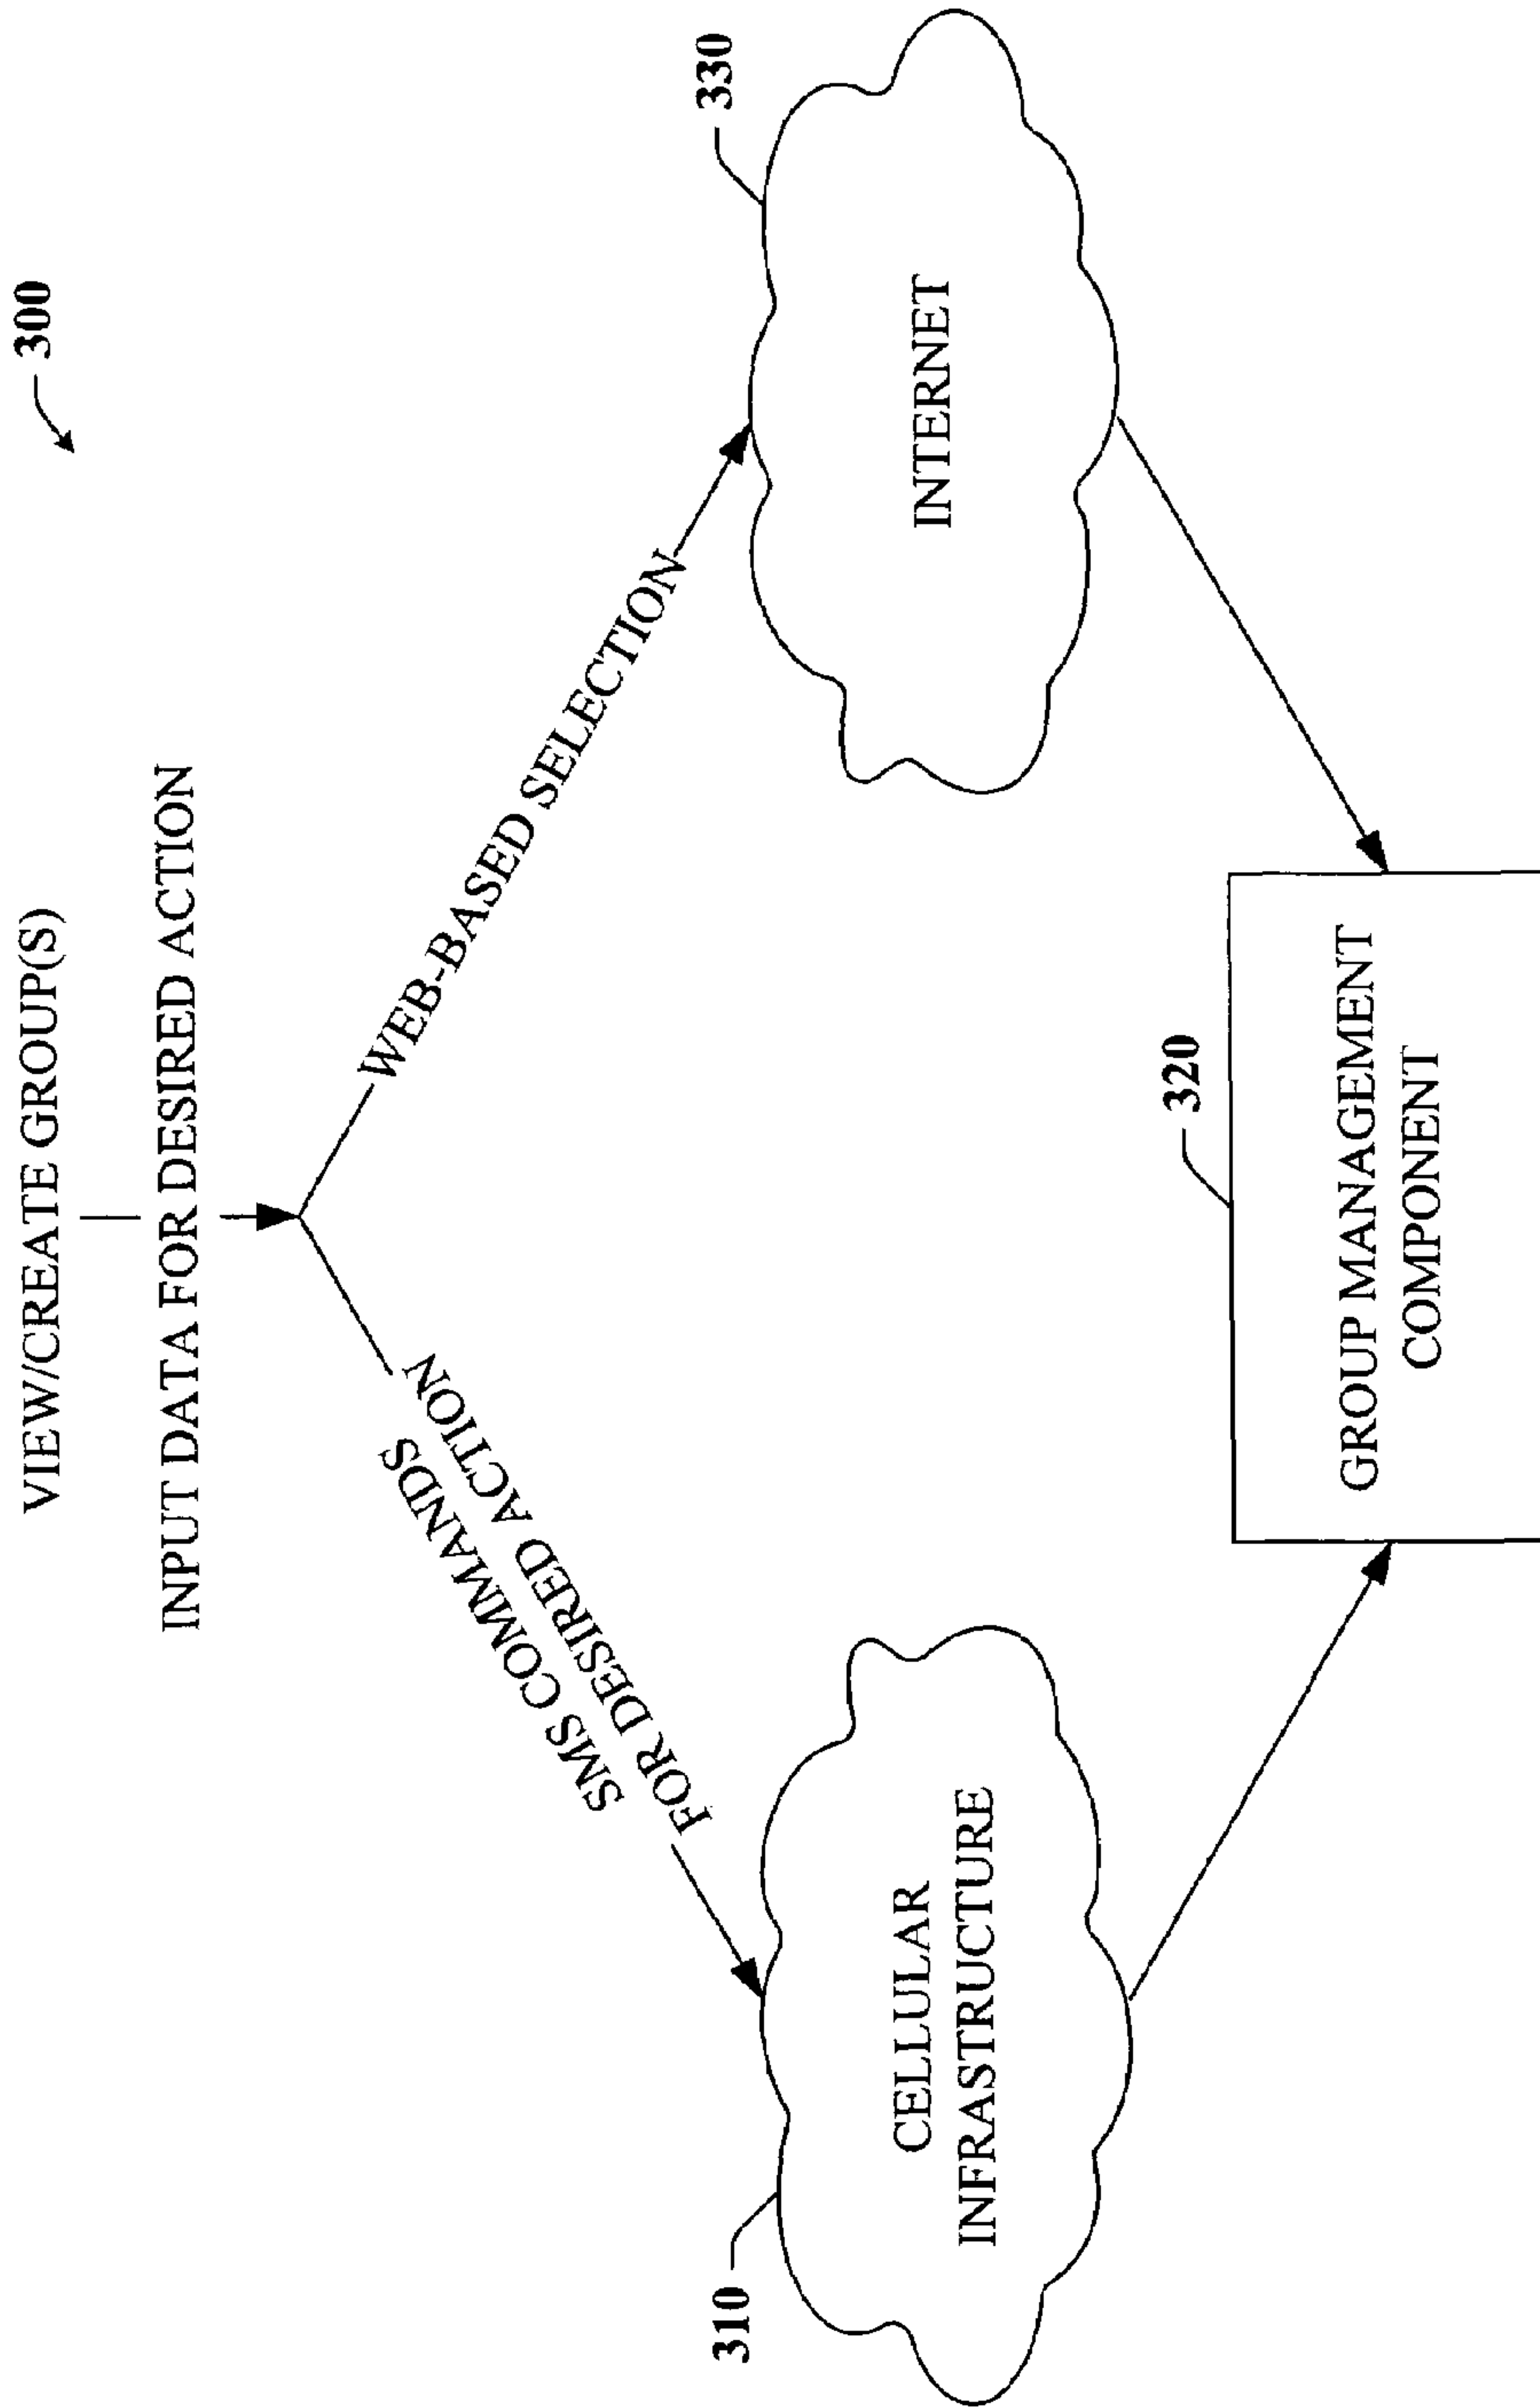 300
VIEW/CREATE GROUP(S)
INPUT DATA FOR DESIRED ACTION
SMS COMMANDS
FOR DESIRED ACTION
WEB-BASED SELECTION
310
CELLULAR
INFRASTRUCTURE
330
INTERNET
320
GROUP MANAGEMENT
COMPONENT